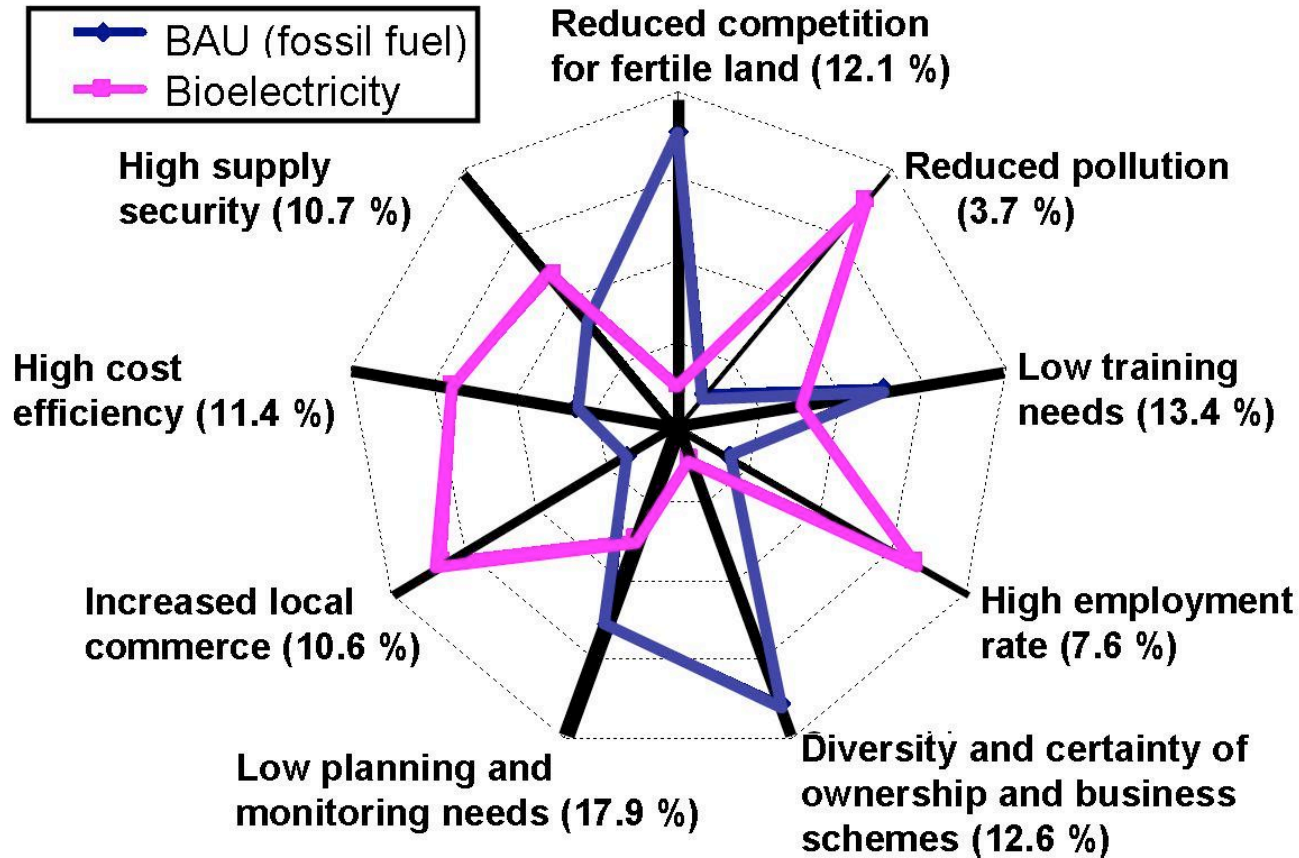 BAU (fossil fuel)
Bioelectricity
Reduced competition
for fertile land (12.1 %)
Reduced pollution
(3.7 %)
Low training
needs (13.4 %)
High employment
rate (7.6 %)
Diversity and certainty of
ownership and business
schemes (12.6 %)
Low planning and
monitoring needs (17.9 %)
Increased local
commerce (10.6 %)
High cost
efficiency (11.4 %)
High supply
security (10.7 %)